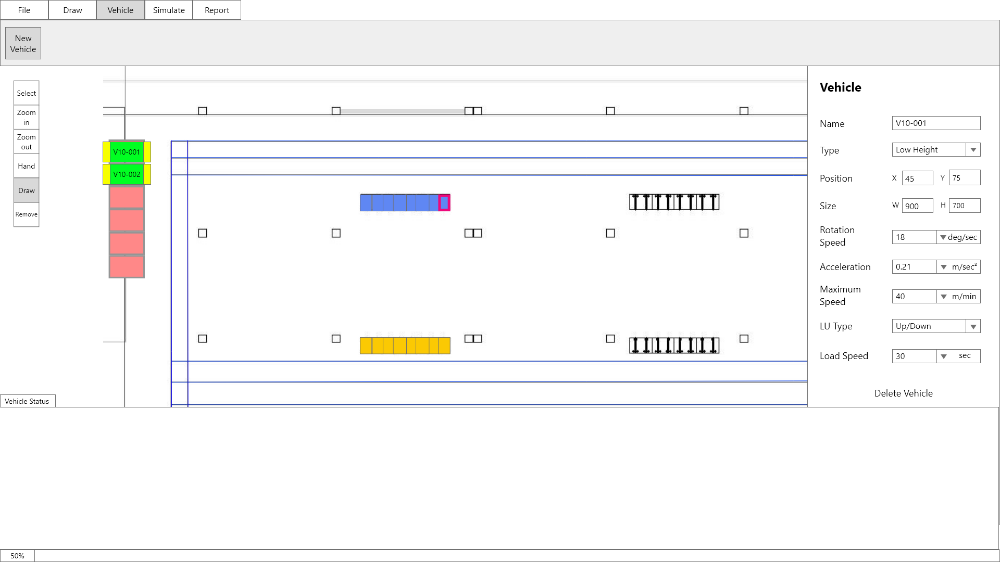 File Draw Vehicle Simulate Report
New
Vehicle
Select
Zoom
in
Zoom
out
Hand
Draw
Remove
V10-001
V10-002
Vehicle
Name V10-001
Type Low Height
Position X 45 Y 75
Size W 900 H 700
Rotation
Speed
18 deg/sec
Acceleration 0.21 m/sec²
Maximum
Speed
40 m/min
LU Type Up/Down
Load Speed 30 sec
Delete Vehicle
Vehicle Status
50%